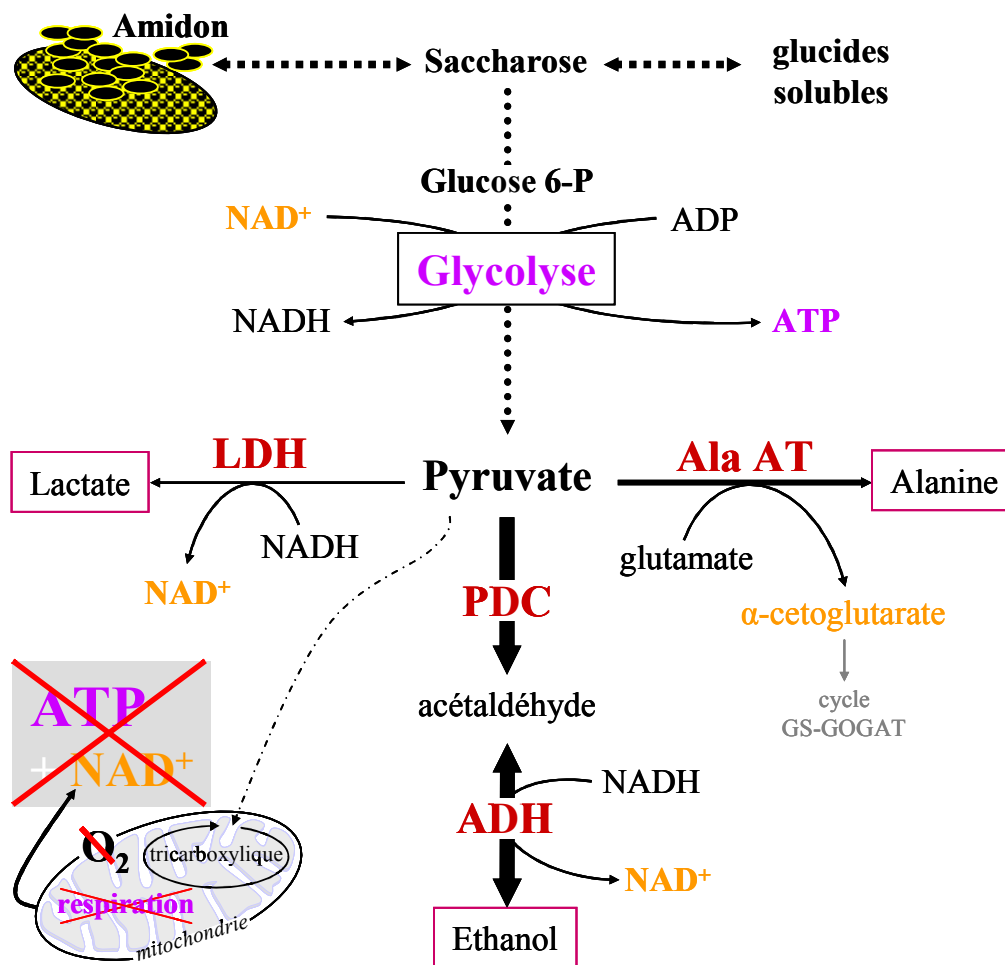 Amidon
Saccharose
glucides
solubles
Glucose 6-P
NAD+
ADP
Glycolyse
NADH
ATP
LDH
Ala AT
Lactate
Pyruvate
Alanine
NADH
glutamate
NAD+
PDC
α-cetoglutarate
ATP
acétaldéhyde
cycle
GS-GOGAT
+ NAD+
NADH
ADH
O2
tricarboxylique
NAD+
respiration
mitochondrie
Ethanol